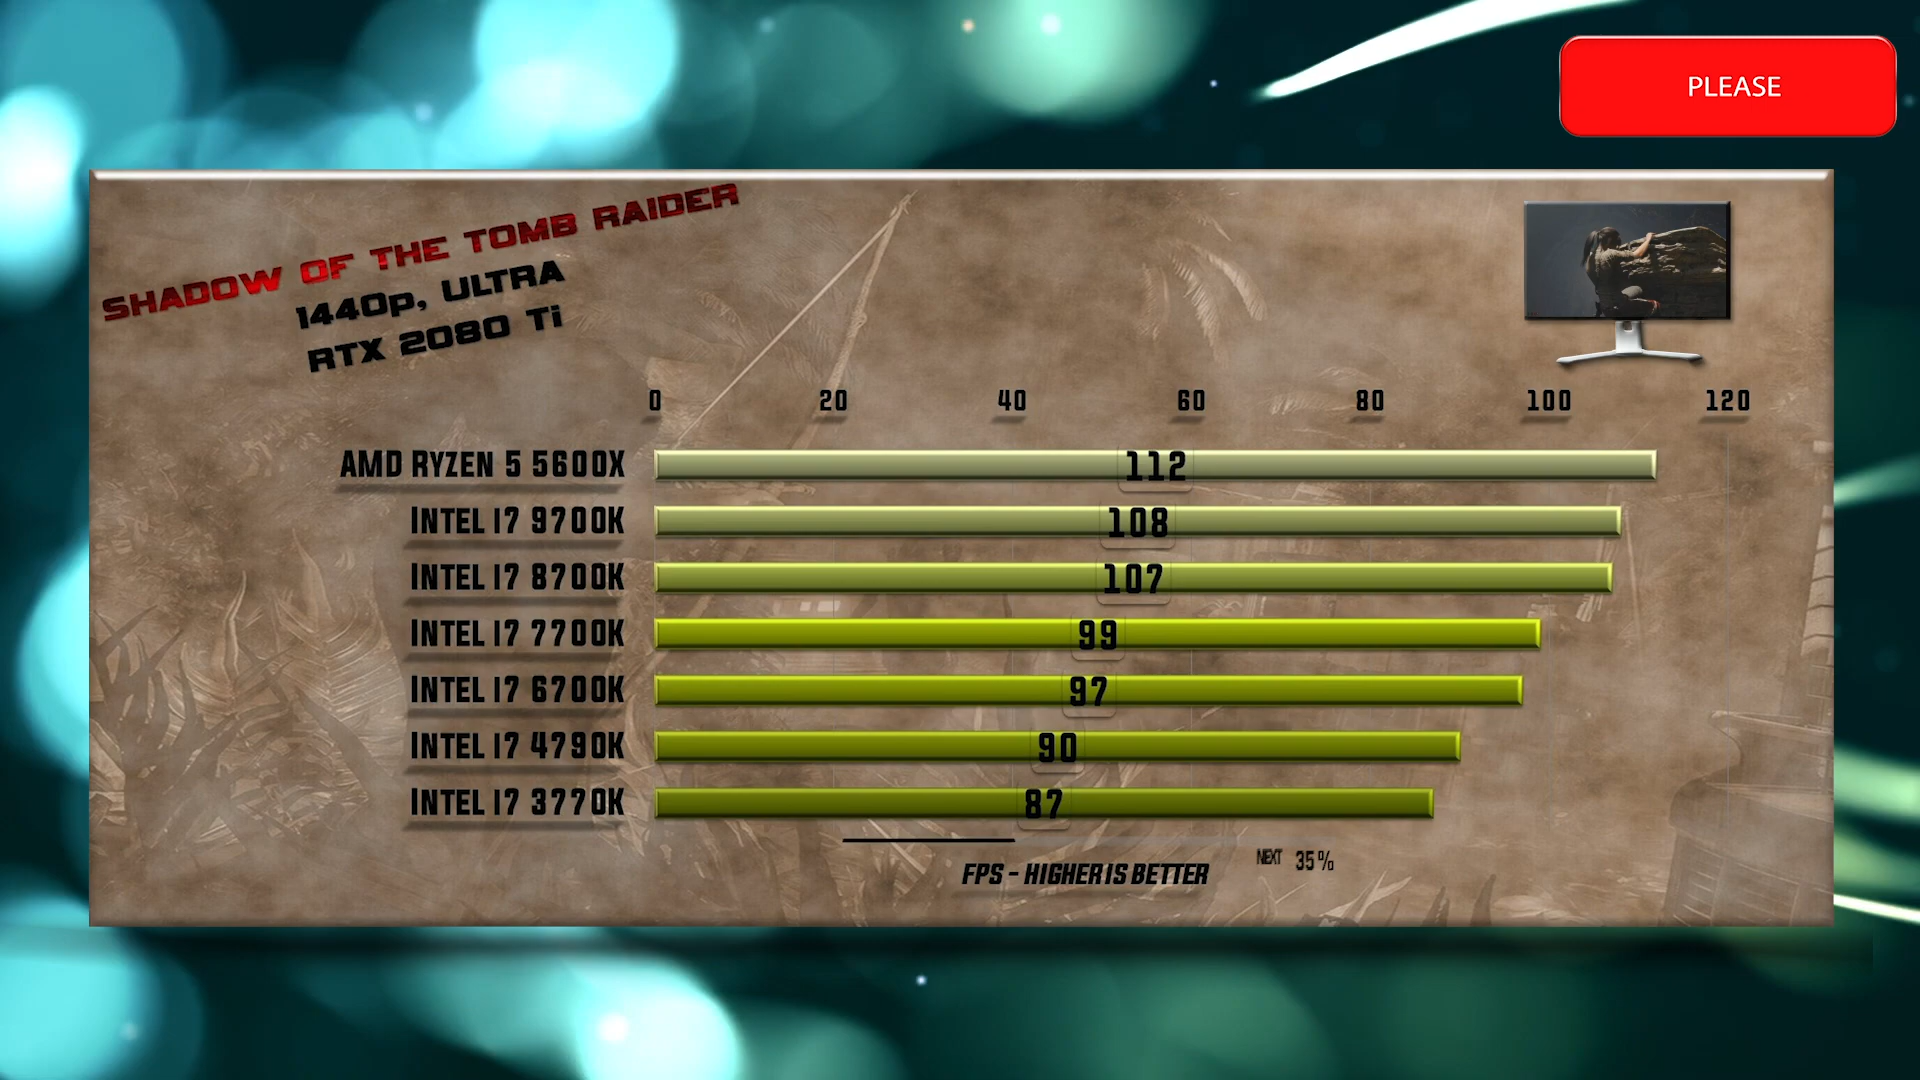 PLEASE
SHADOW OF THE TOMB RAIDER
1440p, ULTRA
RTX 2080 Ti
0 20 40 60 80 100 120
AMD RYZEN 5 5600X 112
INTEL I7 9700K 108
INTEL I7 8700K 107
INTEL I7 7700K 99
INTEL I7 6700K 97
INTEL I7 4790K 90
INTEL I7 3770K 87
FPS - HIGHER IS BETTER
NEXT 35%